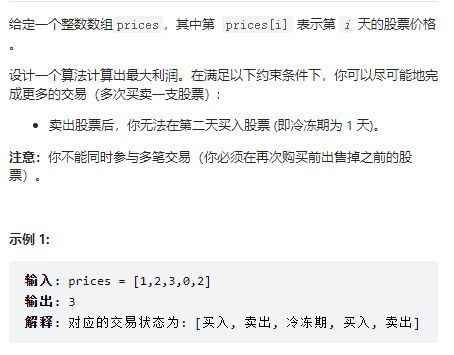 给定一个整数数组prices，其中第 prices[i] 表示第 i 天的股票价格
。
设计一个算法计算出最大利润。在满足以下约束条件下，你可以尽可能地完
成更多的交易（多次买卖一支股票）：
• 卖出股票后，你无法在第二天买入股票 (即冷冻期为 1 天)。
注意：你不能同时参与多笔交易（你必须在再次购买前出售掉之前的股
票）。
示例 1:
输入: prices = [1,2,3,0,2]
输出: 3
解释: 对应的交易状态为: [买入, 卖出, 冷冻期, 买入, 卖出]